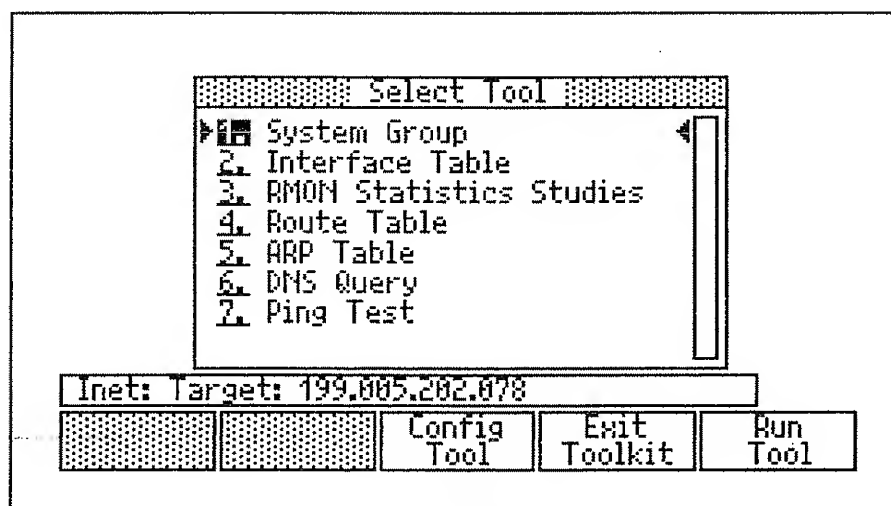 Select Tool
1. System Group
2. Interface Table
3. RMON Statistics Studies
4. Route Table
5. ARP Table
6. DNS Query
7. Ping Test
Inet: Target: 199.005.202.078
Config Tool
Exit Toolkit
Run Tool